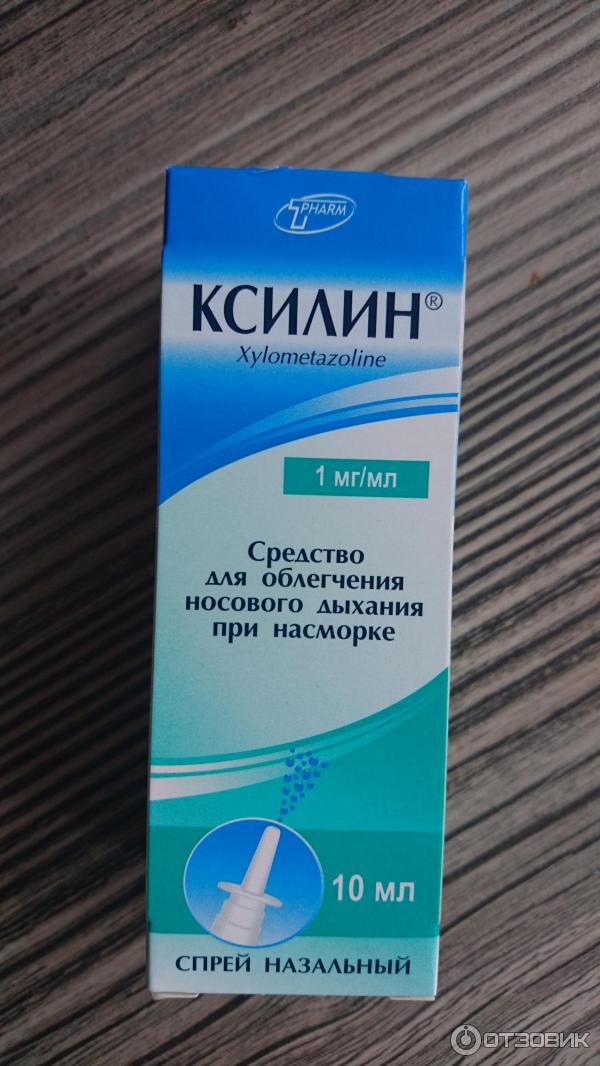 PHARM
КСИЛИН®
Xylometazoline
1 мг/мл
Средство
для облегчения
носового дыхания
при насморке
10 мл
СПРЕЙ НАЗАЛЬНЫЙ
ОТЗОВИК